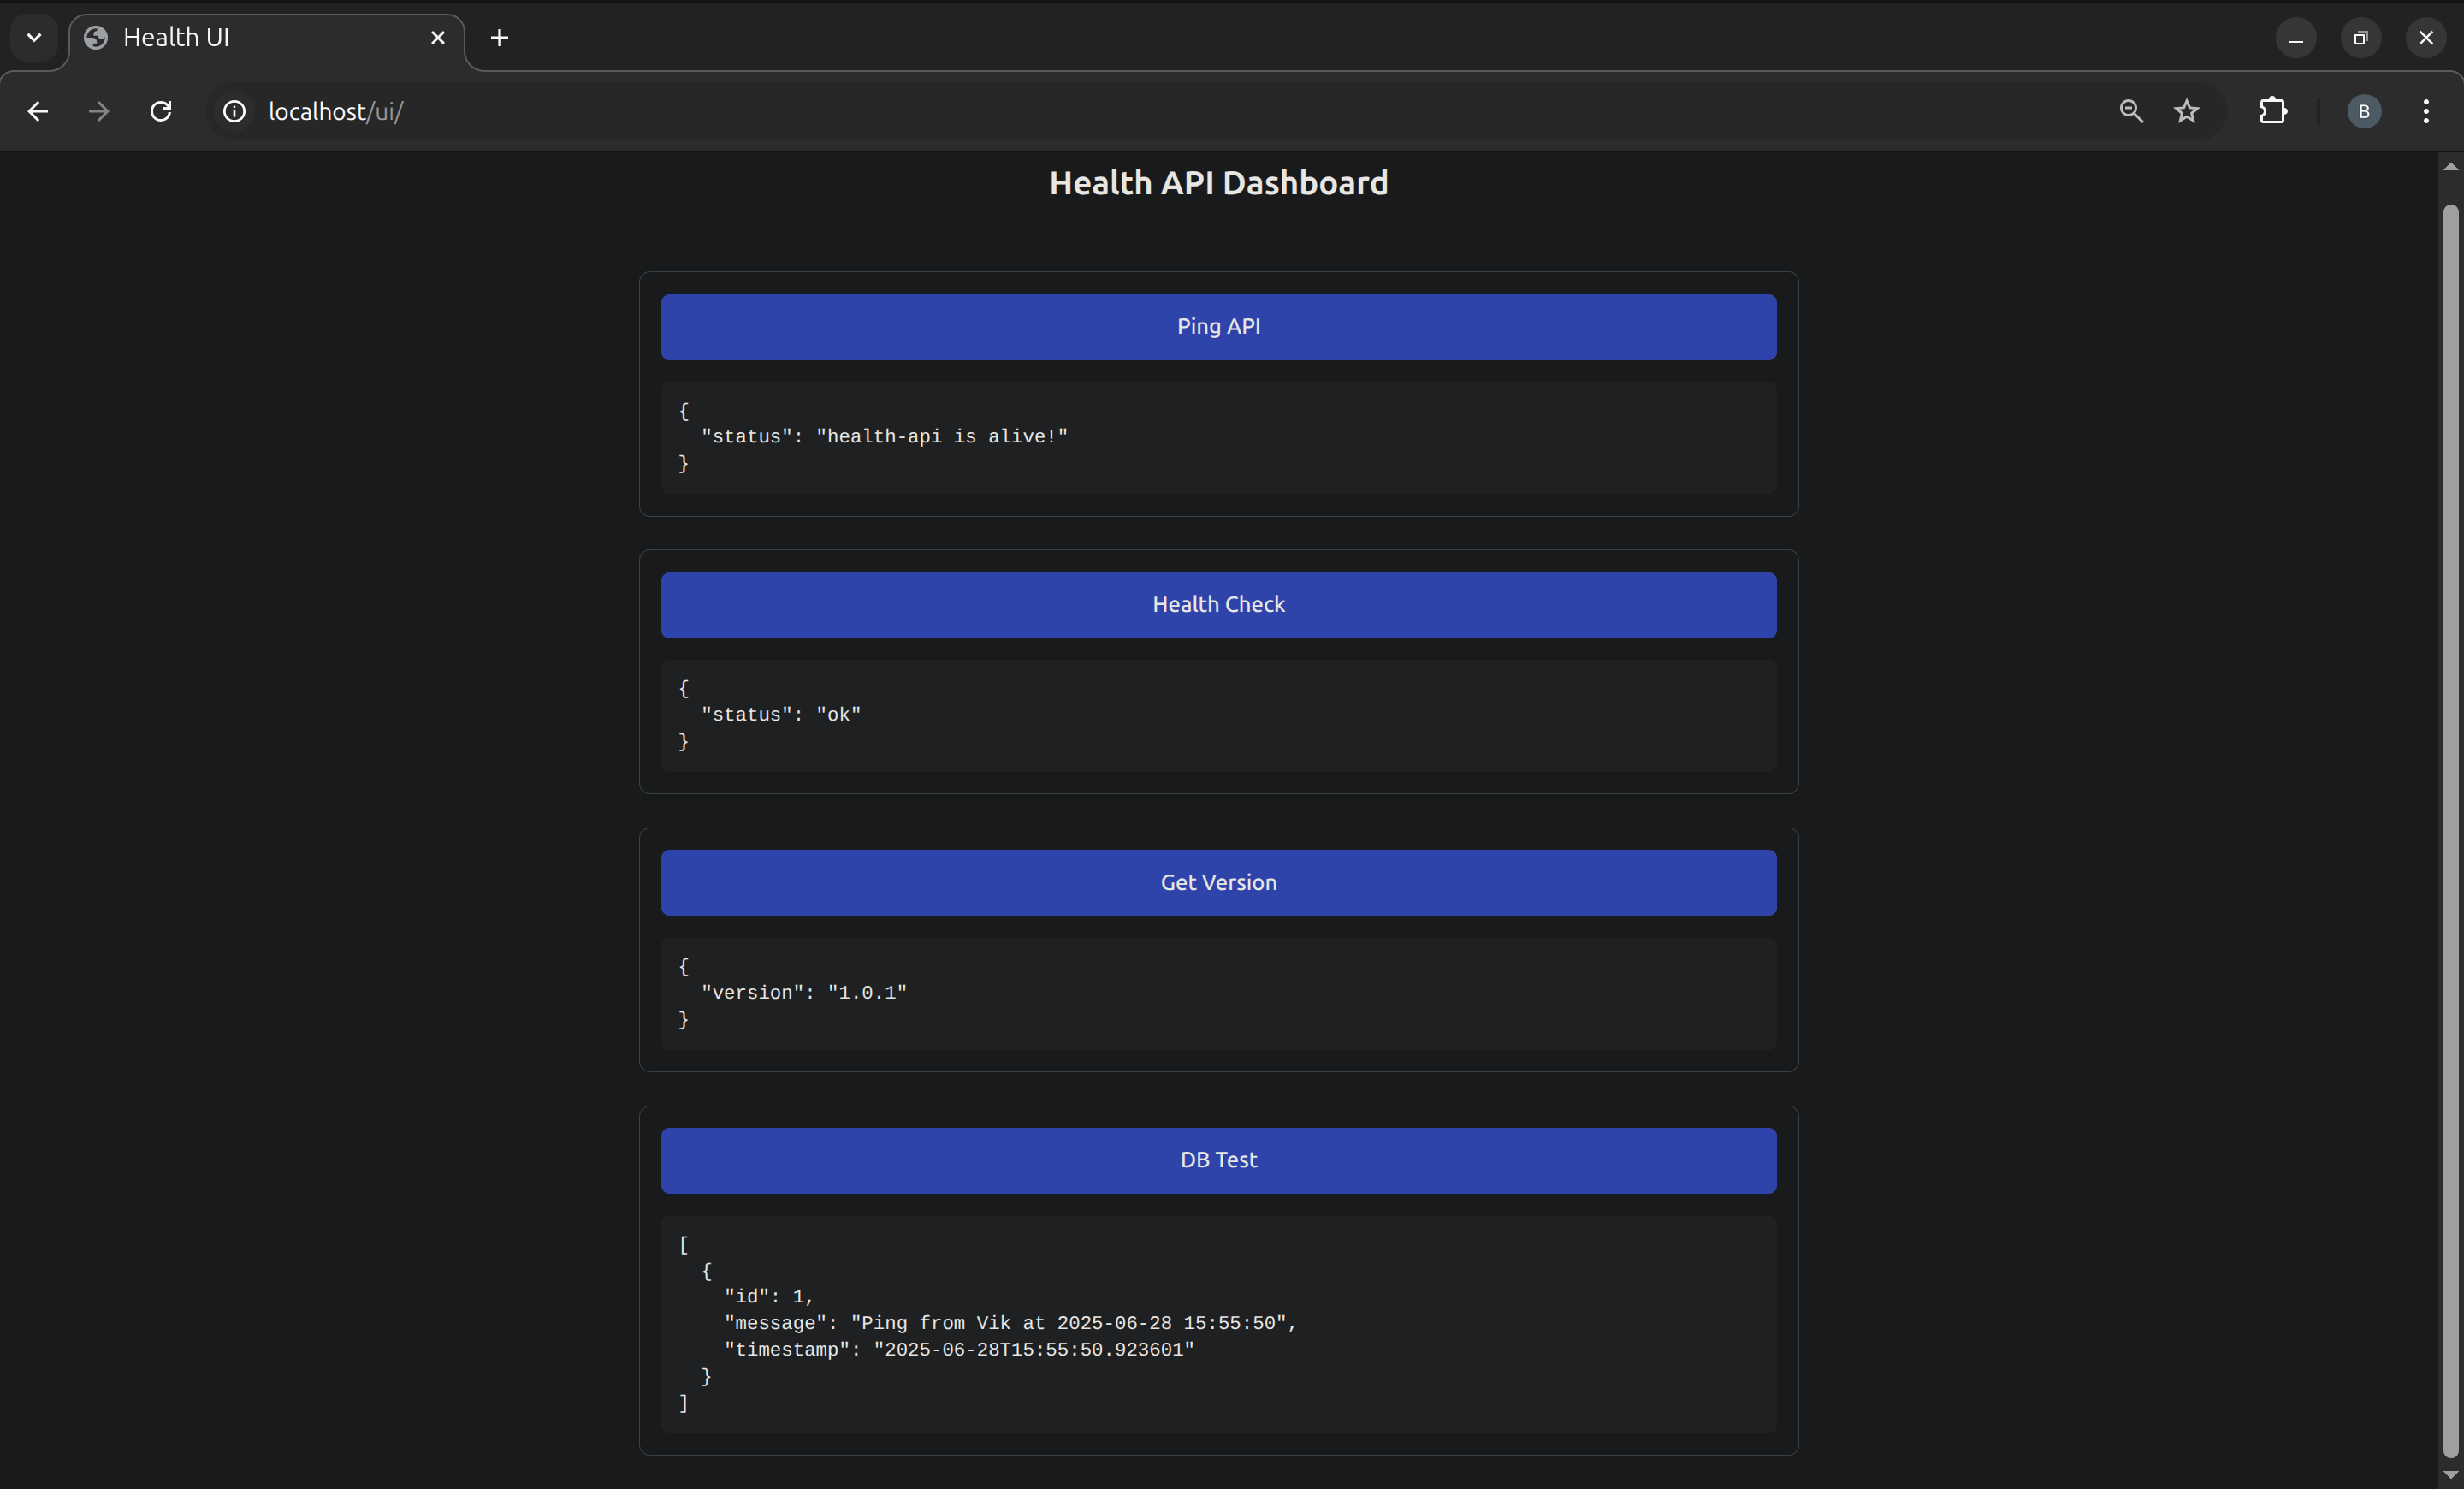 Health UI
localhost/ui/
B
Health API Dashboard
Ping API
{
  "status": "health-api is alive!"
}
Health Check
{
  "status": "ok"
}
Get Version
{
  "version": "1.0.1"
}
DB Test
[
  {
    "id": 1,
    "message": "Ping from Vik at 2025-06-28 15:55:50",
    "timestamp": "2025-06-28T15:55:50.923601"
  }
]